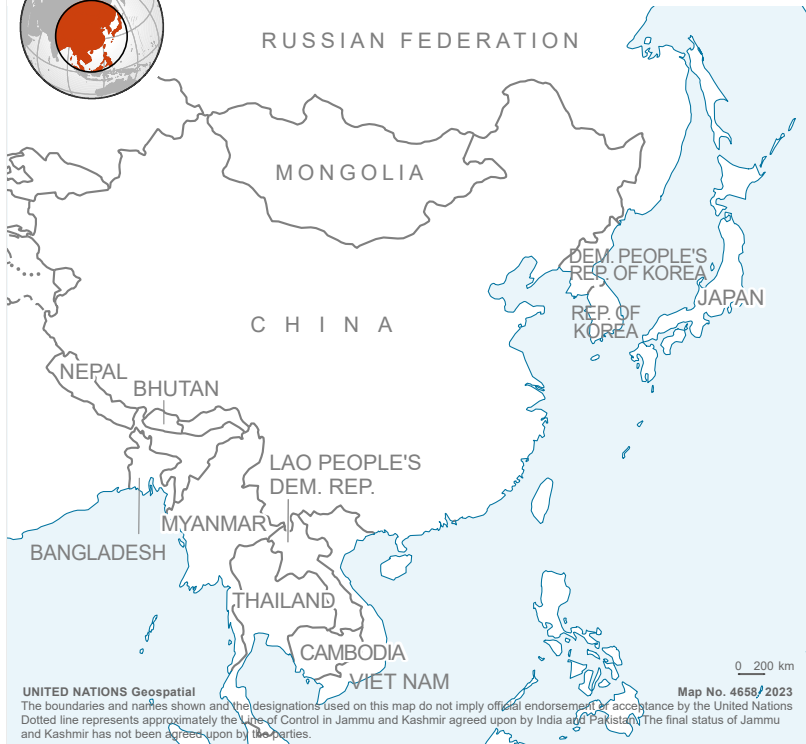 RUSSIAN FEDERATION
MONGOLIA
DEM. PEOPLE'S
REP. OF KOREA
JAPAN
REP. OF
KOREA
CHINA
NEPAL
BHUTAN
LAO PEOPLE'S
DEM. REP.
MYANMAR
BANGLADESH
THAILAND
CAMBODIA
VIET NAM
0 200 km
UNITED NATIONS Geospatial
Map No. 4658 2023
The boundaries and names shown and the designations used on this map do not imply official endorsement or acceptance by the United Nations
Dotted line represents approximately the Line of Control in Jammu and Kashmir agreed upon by India and Pakistan. The final status of Jammu
and Kashmir has not been agreed upon by the parties.